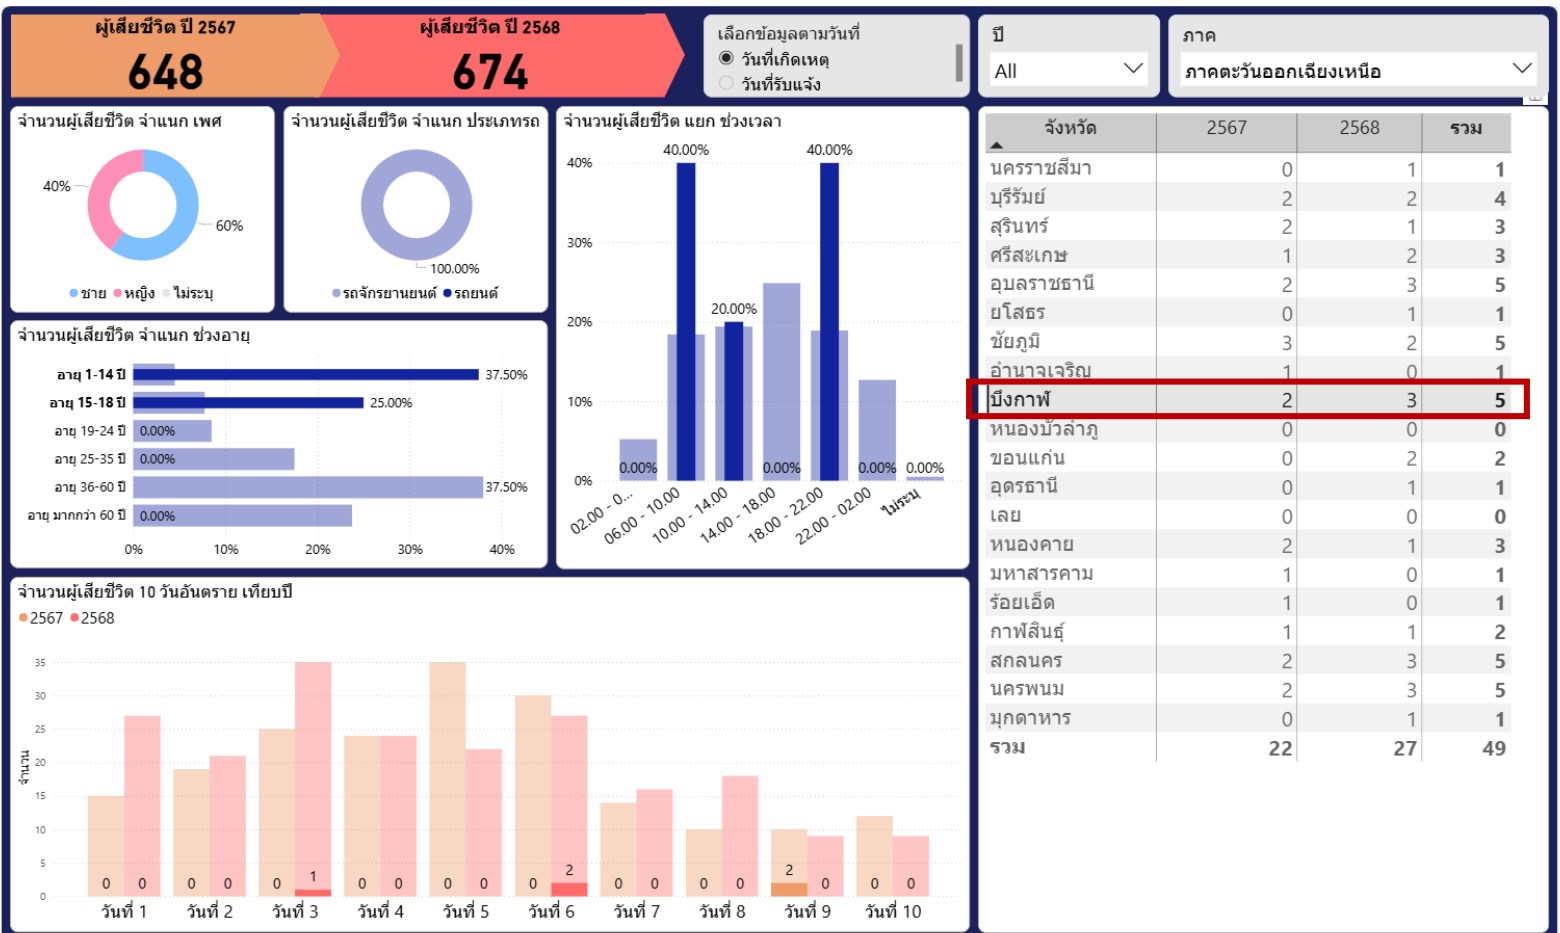 ผู้เสียชีวิต ปี 2567
648
ผู้เสียชีวิต ปี 2568
674
เลือกข้อมูลตามวันที่
วันที่เกิดเหตุ
วันที่รับแจ้ง
ปี
All
ภาค
ภาคตะวันออกเฉียงเหนือ
จำนวนผู้เสียชีวิต จำแนก เพศ
40%
60%
ชาย หญิง ไม่ระบุ
จำนวนผู้เสียชีวิต จำแนก ประเภทรถ
100.00%
รถจักรยานยนต์ รถยนต์
จำนวนผู้เสียชีวิต แยก ช่วงเวลา
40.00% 40.00%
40%
30%
20.00%
20%
10%
0.00% 0.00% 0.00% 0.00%
0%
02.00 - 0... 06.00 - 10.00 10.00 - 14.00 14.00 - 18.00 18.00 - 22.00 22.00 - 02.00 ไม่ระบุ
จำนวนผู้เสียชีวิต จำแนก ช่วงอายุ
อายุ 1-14 ปี 37.50%
อายุ 15-18 ปี 25.00%
อายุ 19-24 ปี 0.00%
อายุ 25-35 ปี 0.00%
อายุ 36-60 ปี 37.50%
อายุ มากกว่า 60 ปี 0.00%
0% 10% 20% 30% 40%
จำนวนผู้เสียชีวิต 10 วันอันตราย เทียบปี
2567 2568
จำนวน
35
30
25
20
15
10
5
0
0 0 0 0 0 1 0 0 0 0 0 2 0 0 0 0 2 0 0 0
วันที่ 1 วันที่ 2 วันที่ 3 วันที่ 4 วันที่ 5 วันที่ 6 วันที่ 7 วันที่ 8 วันที่ 9 วันที่ 10
จังหวัด 2567 2568 รวม
นครราชสีมา 0 1 1
บุรีรัมย์ 2 2 4
สุรินทร์ 2 1 3
ศรีสะเกษ 1 2 3
อุบลราชธานี 2 3 5
ยโสธร 0 1 1
ชัยภูมิ 3 2 5
อำนาจเจริญ 1 0 1
บึงกาฬ 2 3 5
หนองบัวลำภู 0 0 0
ขอนแก่น 0 2 2
อุดรธานี 0 1 1
เลย 0 0 0
หนองคาย 2 1 3
มหาสารคาม 1 0 1
ร้อยเอ็ด 1 0 1
กาฬสินธุ์ 1 1 2
สกลนคร 2 3 5
นครพนม 2 3 5
มุกดาหาร 0 1 1
รวม 22 27 49